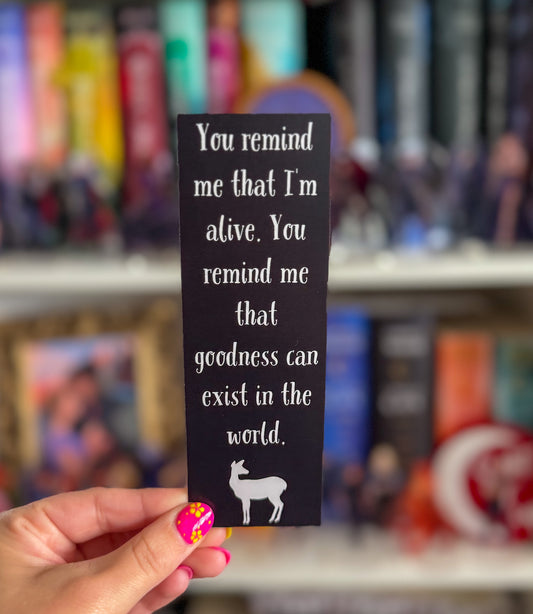 You remind
me that I'm
alive. You
remind me
that
goodness can
exist in the
world.